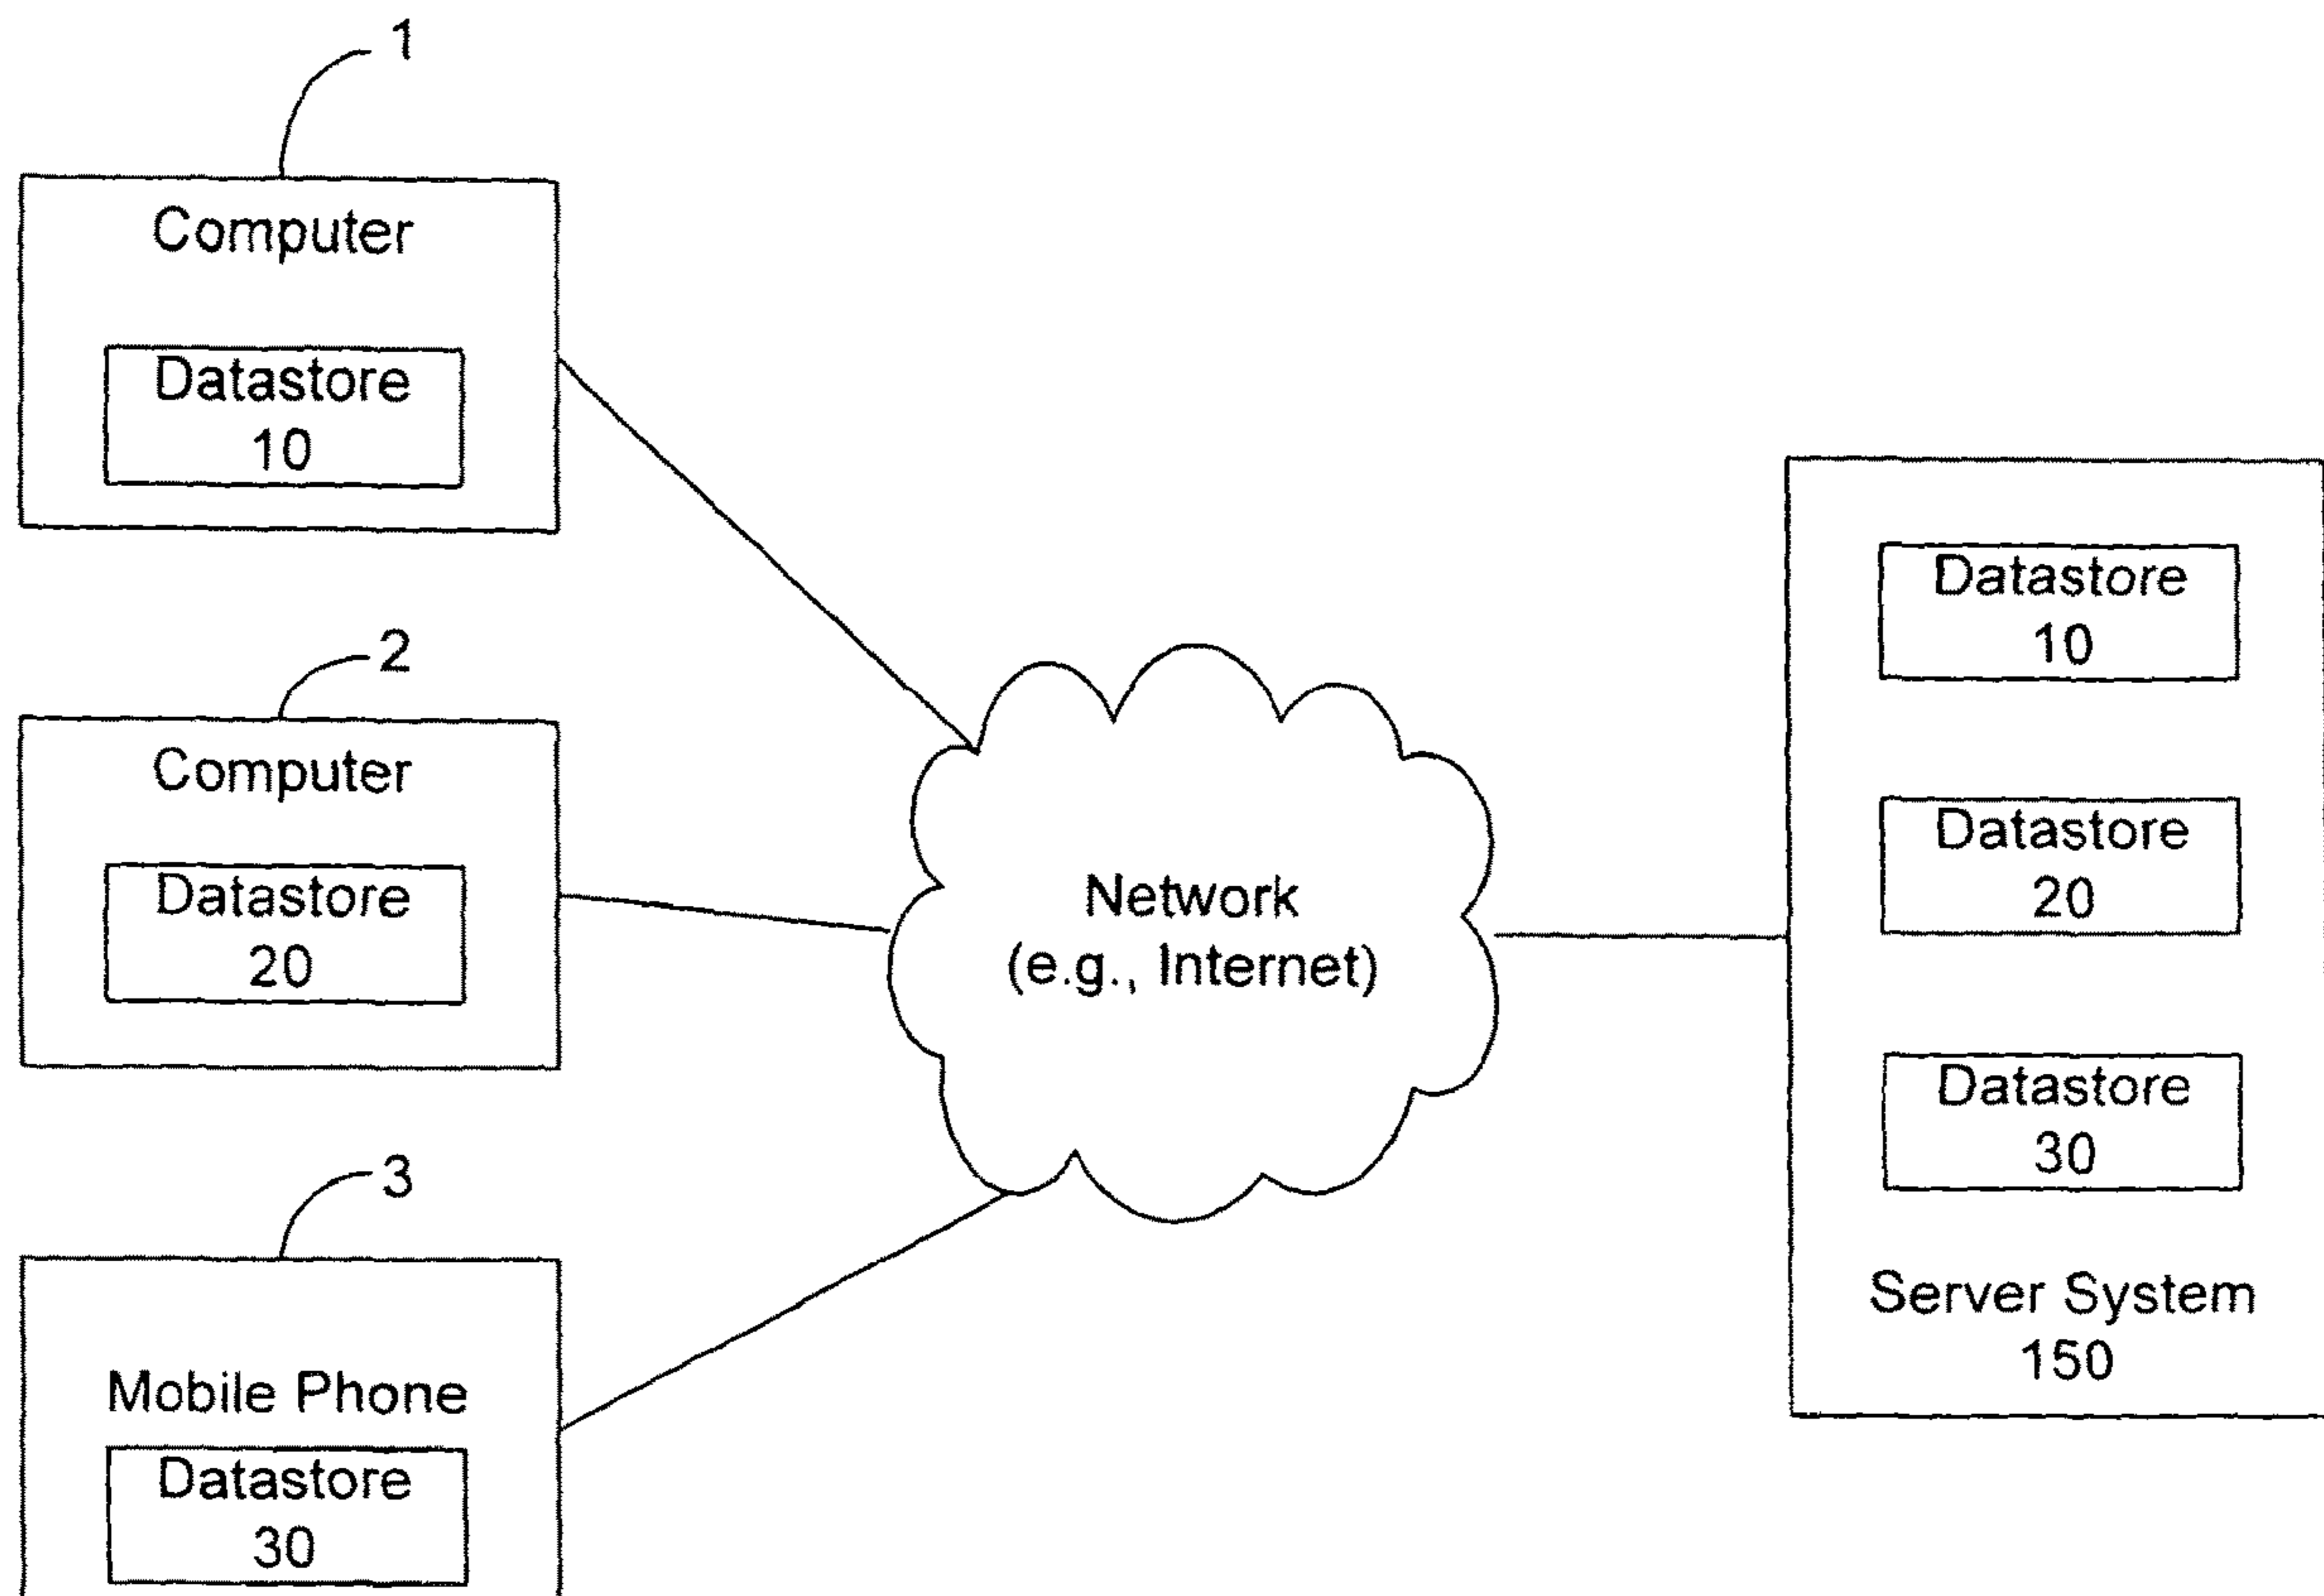 1
Computer
Datastore
10
2
Computer
Datastore
20
3
Mobile Phone
Datastore
30
Network
(e.g., Internet)
Datastore
10
Datastore
20
Datastore
30
Server System
150